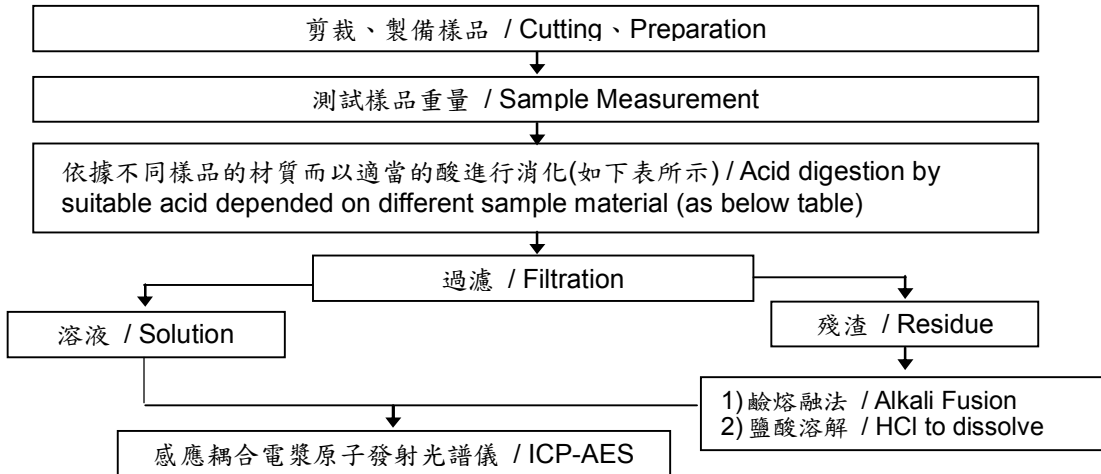 剪裁、製備樣品 / Cutting、Preparation
測試樣品重量 / Sample Measurement
依據不同樣品的材質而以適當的酸進行消化(如下表所示) / Acid digestion by
suitable acid depended on different sample material (as below table)
過濾 / Filtration
溶液 / Solution
殘渣 / Residue
1) 鹼熔融法 / Alkali Fusion
2) 鹽酸溶解 / HCl to dissolve
感應耦合電漿原子發射光譜儀 / ICP-AES